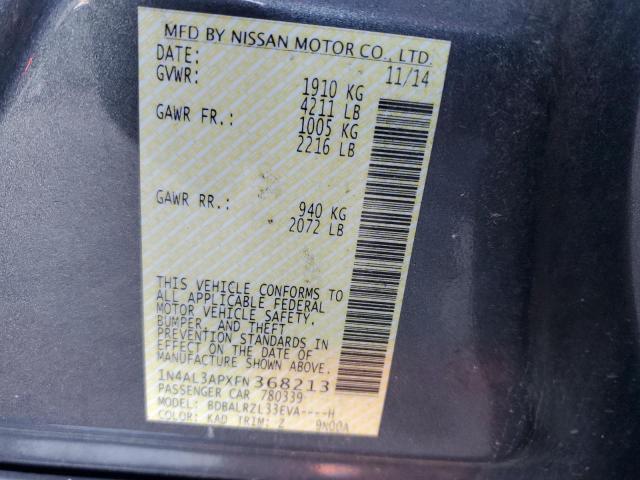 MFD BY NISSAN MOTOR CO., LTD.
DATE: 11/14
GVWR: 1910 KG
4211 LB
GAWR FR.: 1005 KG
2216 LB
GAWR RR.: 940 KG
2072 LB
THIS VEHICLE CONFORMS TO
ALL APPLICABLE FEDERAL
MOTOR VEHICLE SAFETY,
BUMPER, AND THEFT
PREVENTION STANDARDS IN
EFFECT ON THE DATE OF
MANUFACTURE SHOWN ABOVE.
1N4AL3APXFN368213
PASSENGER CAR 780339
MODEL: BDBALRZL33EVA----H
COLOR: KAD TRIM: Z 9N00A